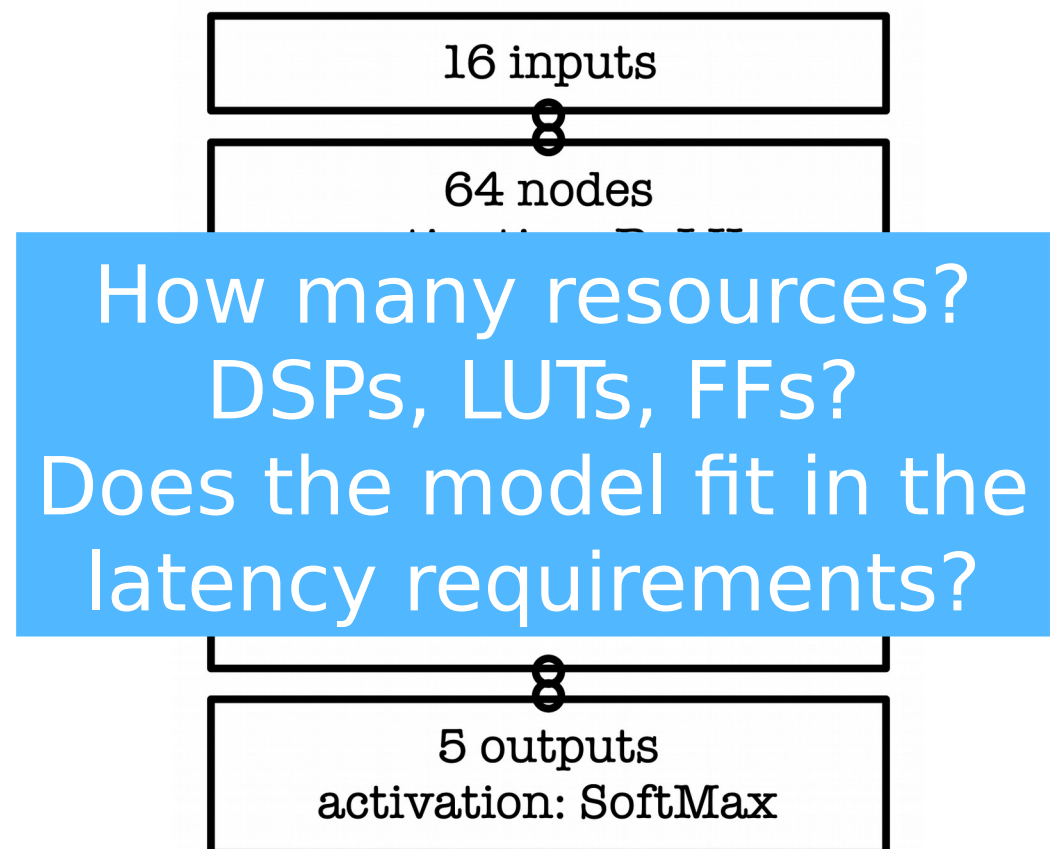 16 inputs
64 nodes
How many resources?
DSPs, LUTs, FFs?
Does the model fit in the
latency requirements?
5 outputs
activation: SoftMax